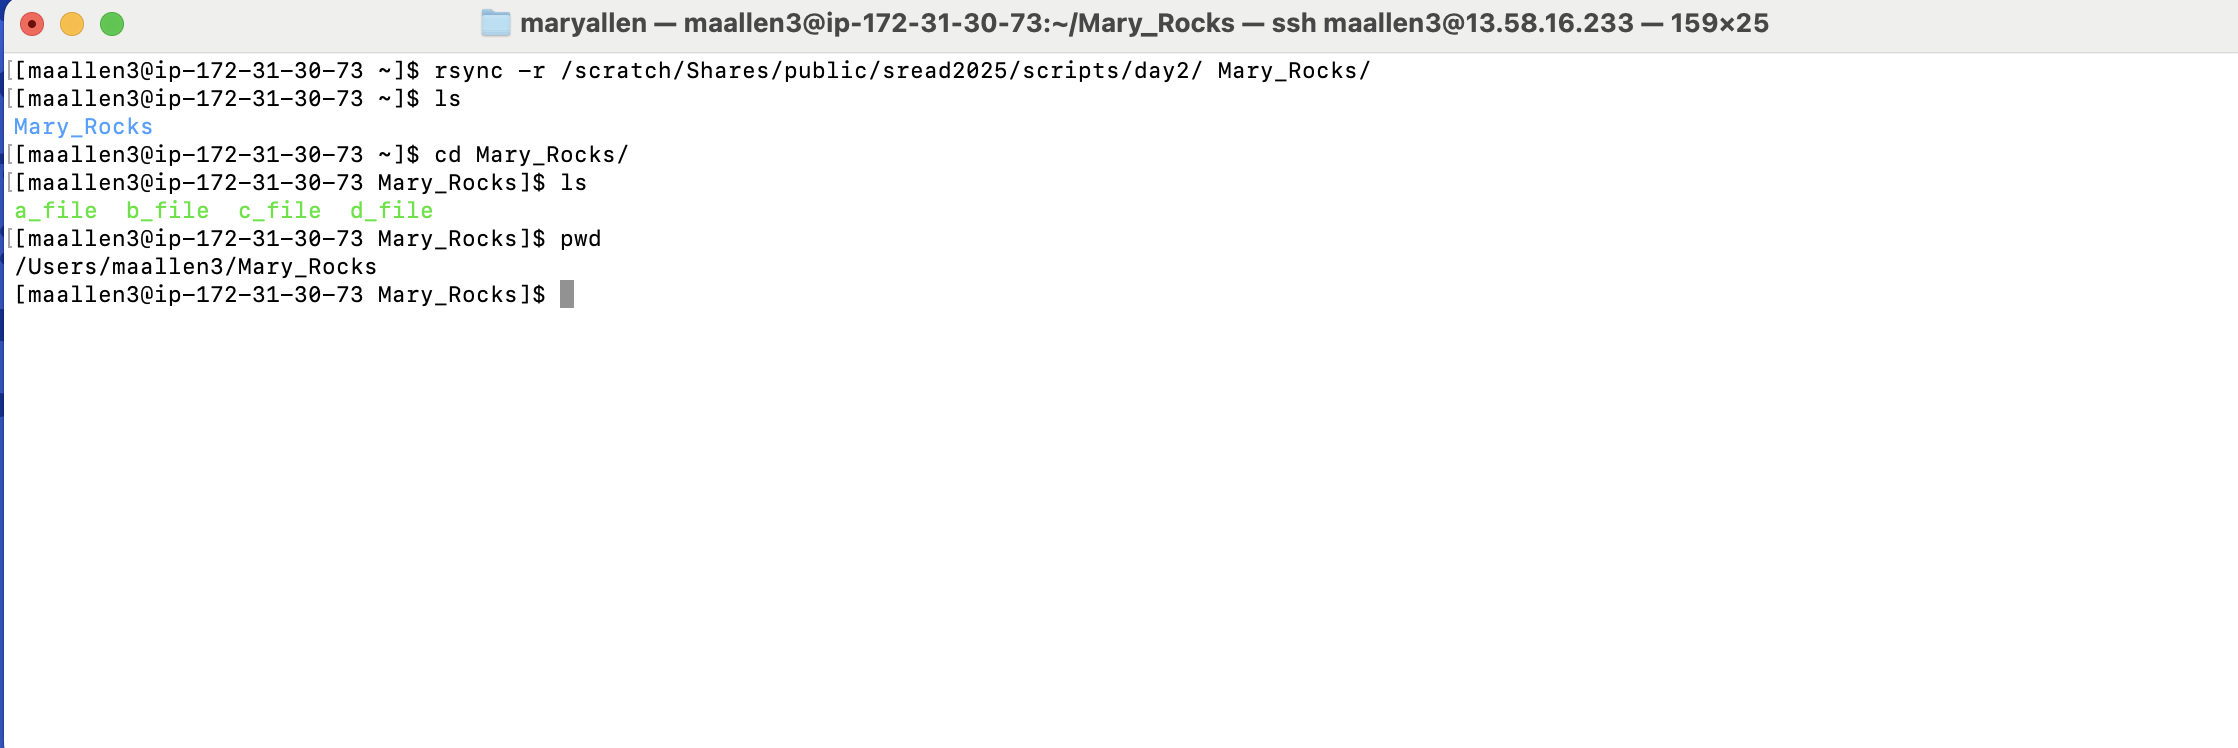 maryallen — maallen3@ip-172-31-30-73:~/Mary_Rocks — ssh maallen3@13.58.16.233 — 159×25
[[maallen3@ip-172-31-30-73 ~]$ rsync -r /scratch/Shares/public/sread2025/scripts/day2/ Mary_Rocks/
[[maallen3@ip-172-31-30-73 ~]$ ls
Mary_Rocks
[[maallen3@ip-172-31-30-73 ~]$ cd Mary_Rocks/
[[maallen3@ip-172-31-30-73 Mary_Rocks]$ ls
a_file  b_file  c_file  d_file
[[maallen3@ip-172-31-30-73 Mary_Rocks]$ pwd
/Users/maallen3/Mary_Rocks
[maallen3@ip-172-31-30-73 Mary_Rocks]$